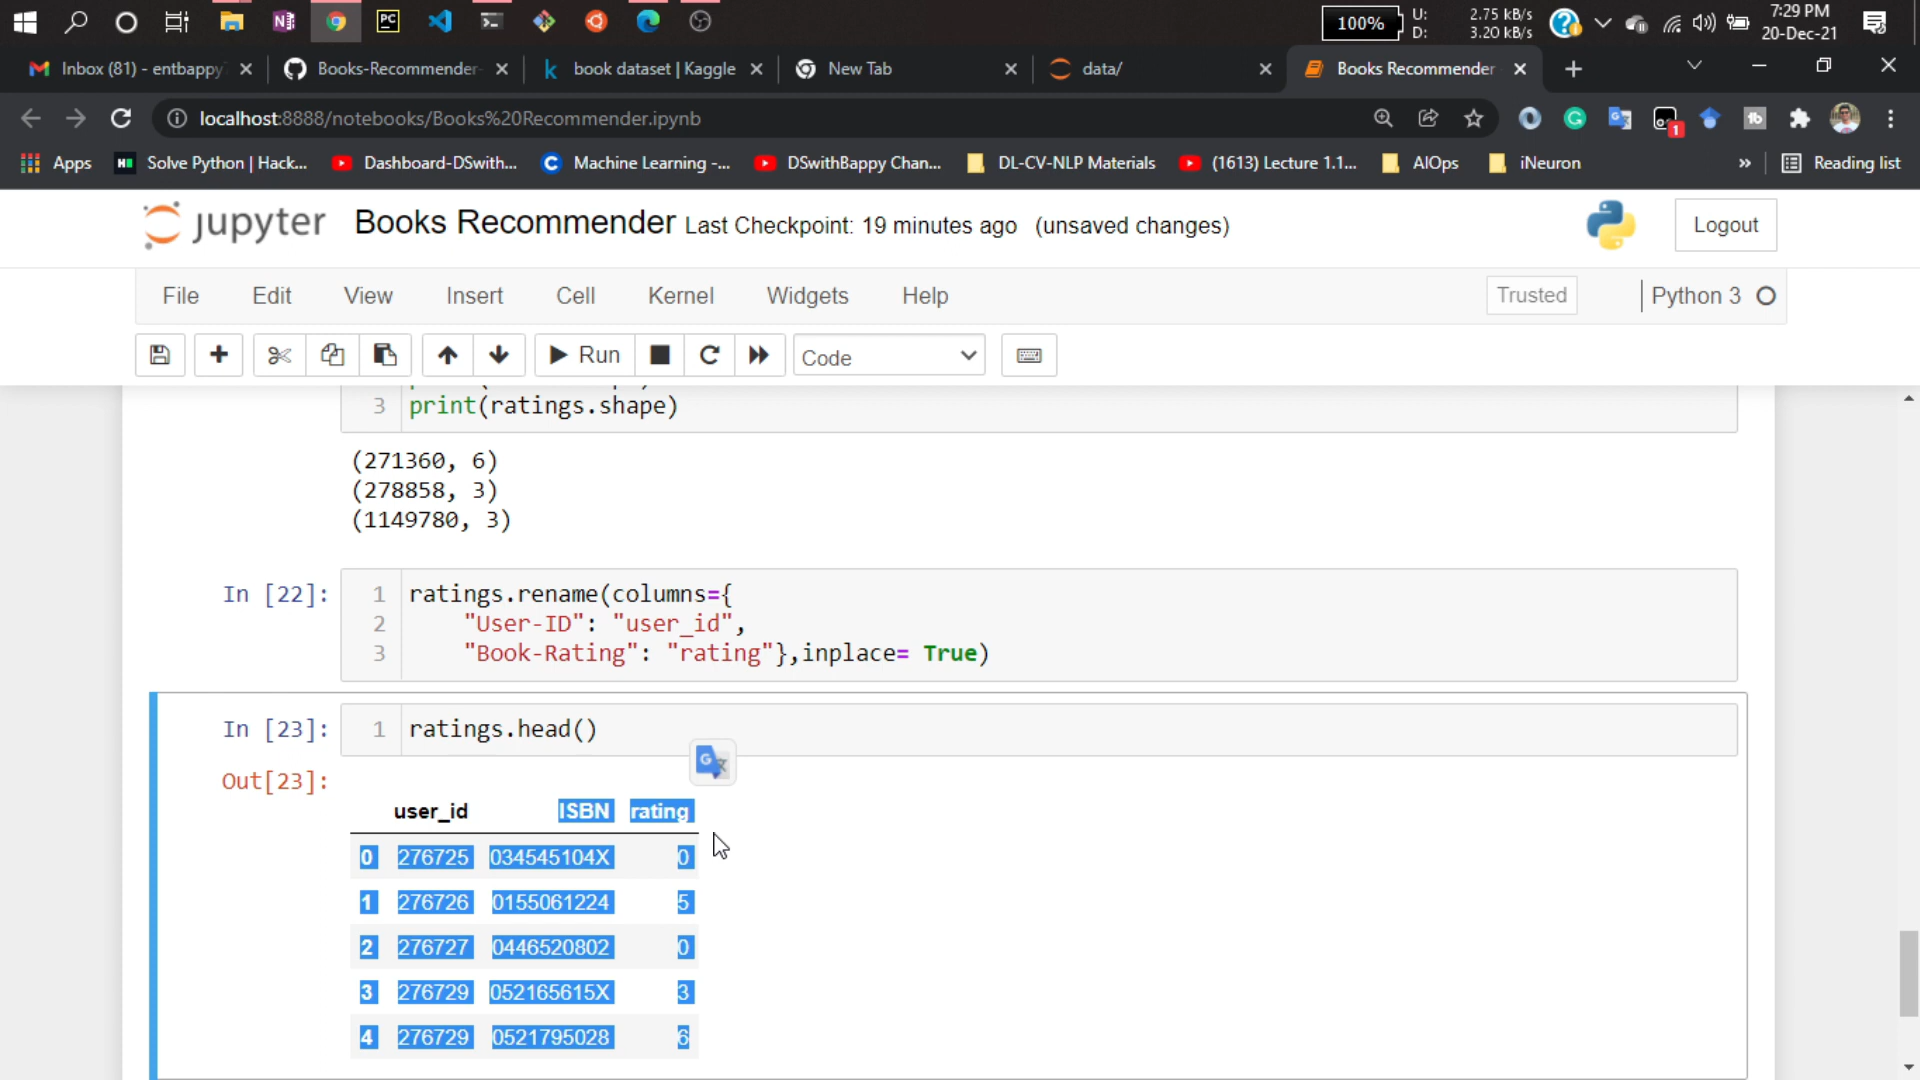 100%
U:
D:
2.75 kB/s
3.20 kB/s
7:29 PM
20-Dec-21
Inbox (81) - entbappy
Books-Recommender-
book dataset | Kaggle
New Tab
data/
Books Recommender
localhost:8888/notebooks/Books%20Recommender.ipynb
1
Apps
Solve Python | Hack...
Dashboard-DSwith...
Machine Learning -...
DSwithBappy Chan...
DL-CV-NLP Materials
(1613) Lecture 1.1...
AIOps
iNeuron
»
Reading list
jupyter
Books Recommender Last Checkpoint: 19 minutes ago (unsaved changes)
Logout
File Edit View Insert Cell Kernel Widgets Help
Trusted
Python 3
Run
Code
3 print(ratings.shape)
(271360, 6)
(278858, 3)
(1149780, 3)
In [22]: 1 ratings.rename(columns={
2 "User-ID": "user_id",
3 "Book-Rating": "rating"},inplace= True)
In [23]: 1 ratings.head()
Out[23]:
user_id ISBN rating
0 276725 034545104X 0
1 276726 0155061224 5
2 276727 0446520802 0
3 276729 052165615X 3
4 276729 0521795028 6